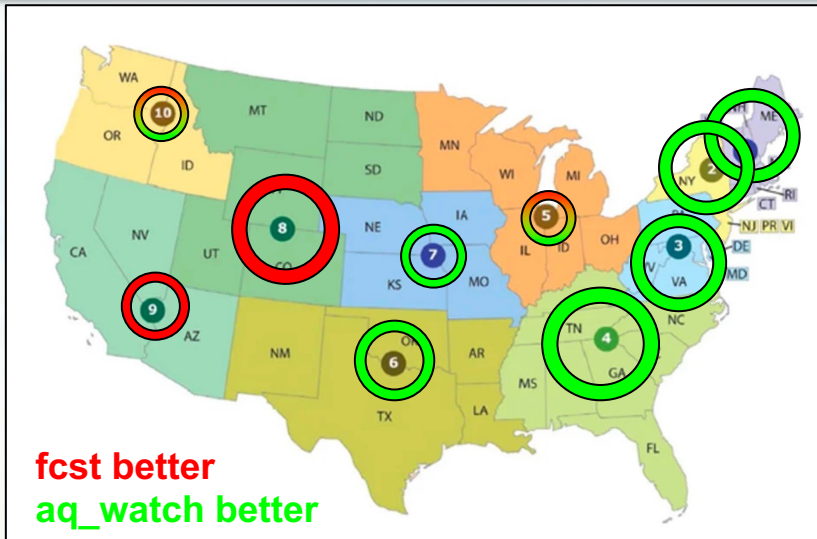 WA
MT
ND
ME
10
OR
MN
ID
SD
WI
MI
NY
2
RI
CT
NE
IA
NJ PR VI
NV
8
5
3
DE
CA
UT
CO
7
IL
OH
VA
MD
KS
MO
9
AZ
TN
4
NC
NM
6
AR
MS
GA
TX
LA
FL
fcst better
aq_watch better